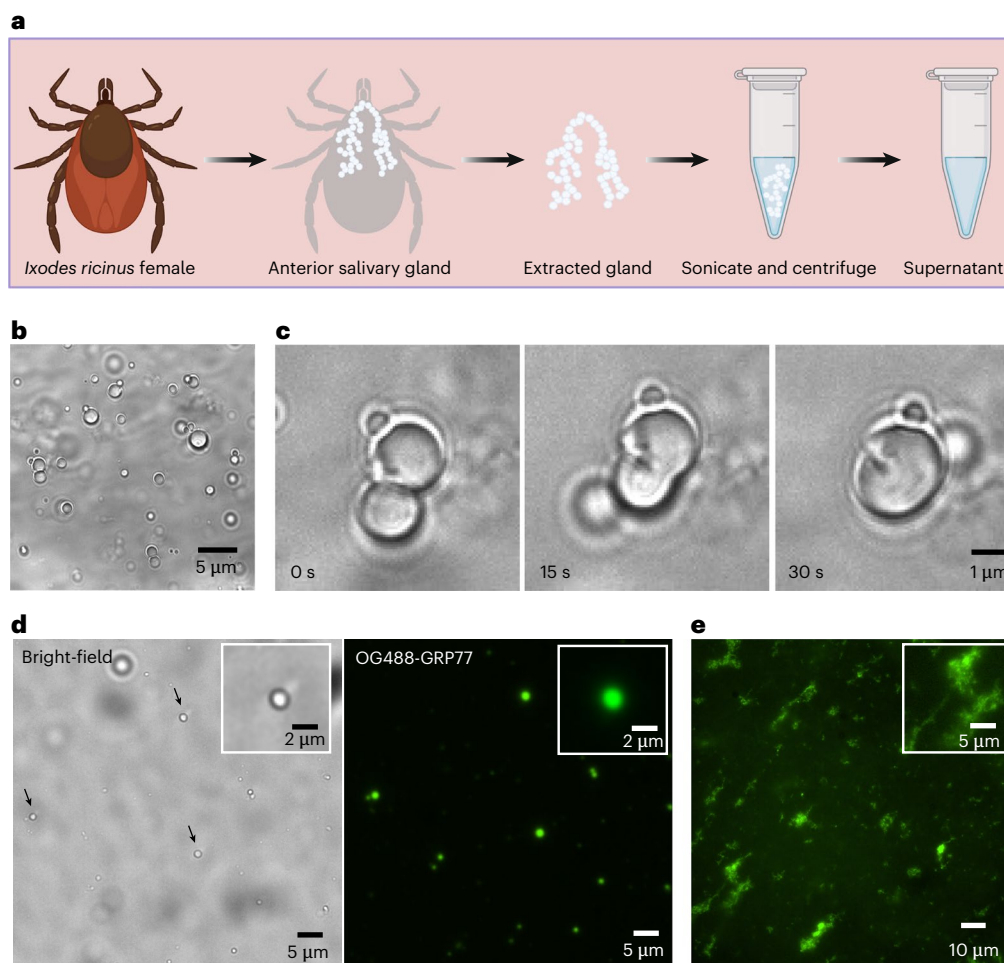 a
Ixodes ricinus female
Anterior salivary gland
Extracted gland
Sonicate and centrifuge
Supernatant
b
c
5 μm
0 s
15 s
30 s
1 μm
d
e
Bright-field
2 μm
5 μm
OG488-GRP77
2 μm
5 μm
5 μm
10 μm